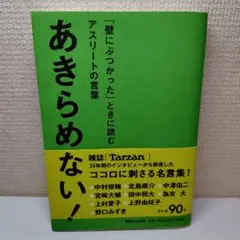 「壁にぶつかった」ときに読む
アスリートの言葉
あきらめない!
雑誌「Tarzan」
25年間のインタビューから厳選した
ココロに刺さる名言集!
中村俊輔 北島康介 中澤佑二
宮崎大輔 田中将大 為末 大
上村愛子 上野由岐子
野口みずき
90名